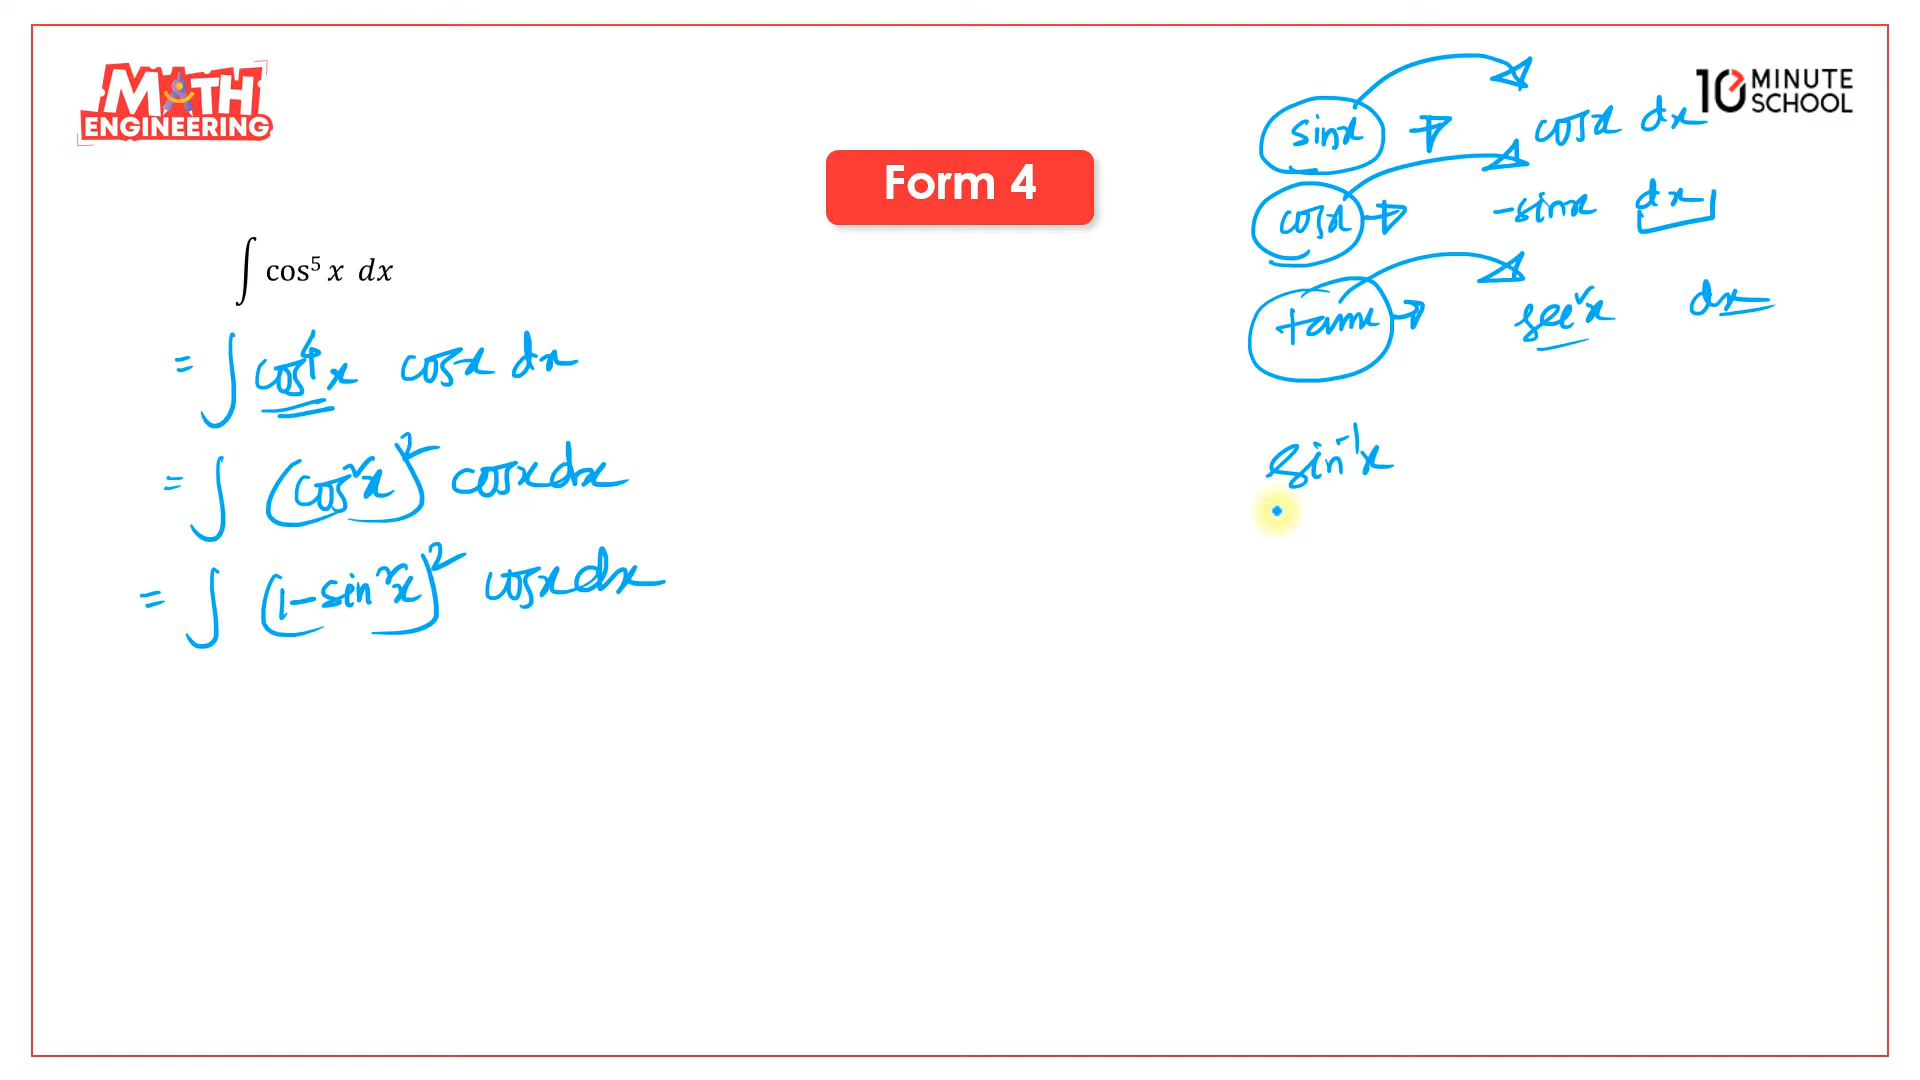 MATH
ENGINEERING
10 MINUTE
SCHOOL
Form 4
∫ cos⁵ x dx
= ∫ cos⁴x cosx dx
= ∫ (cos²x)² cosx dx
= ∫ (1-sin²x)² cosx dx
sinx → cosx dx
cosx → -sinx dx
tanx → sec²x dx
sin⁻¹x